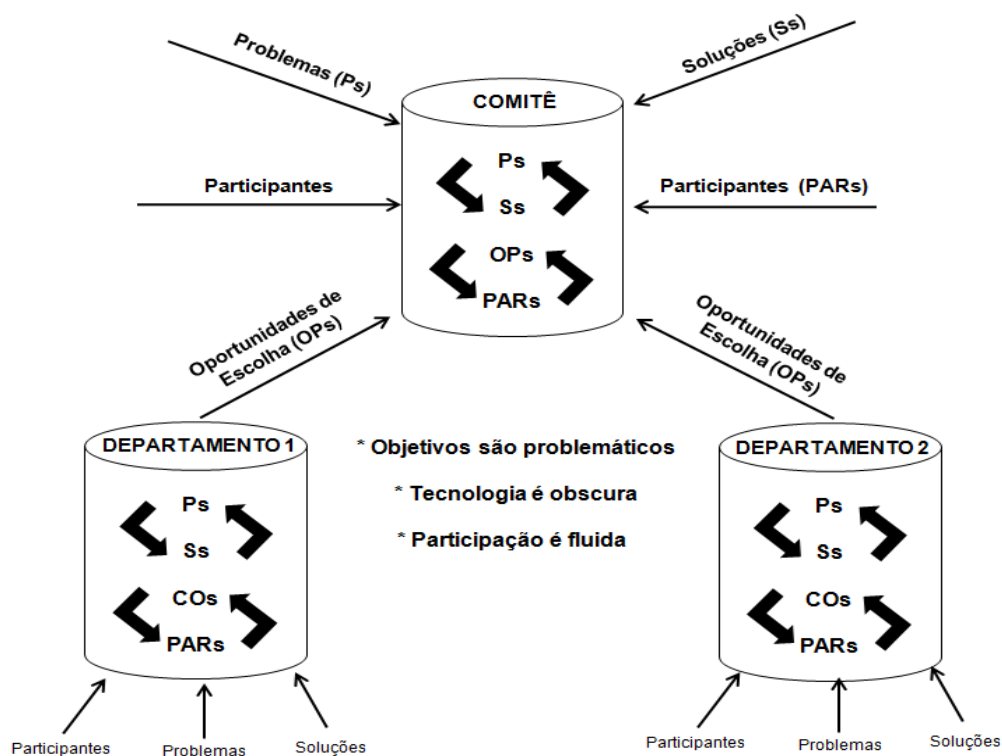 Problemas (Ps)
Soluções (Ss)
COMITÊ
Ps
Ss
OPs
PARs
Participantes
Participantes (PARs)
Oportunidades de
Escolha (OPs)
Oportunidades de
Escolha (OPs)
DEPARTAMENTO 1
Ps
Ss
COs
PARs
* Objetivos são problemáticos
* Tecnologia é obscura
* Participação é fluida
DEPARTAMENTO 2
Ps
Ss
COs
PARs
Participantes
Problemas
Soluções
Participantes
Problemas
Soluções